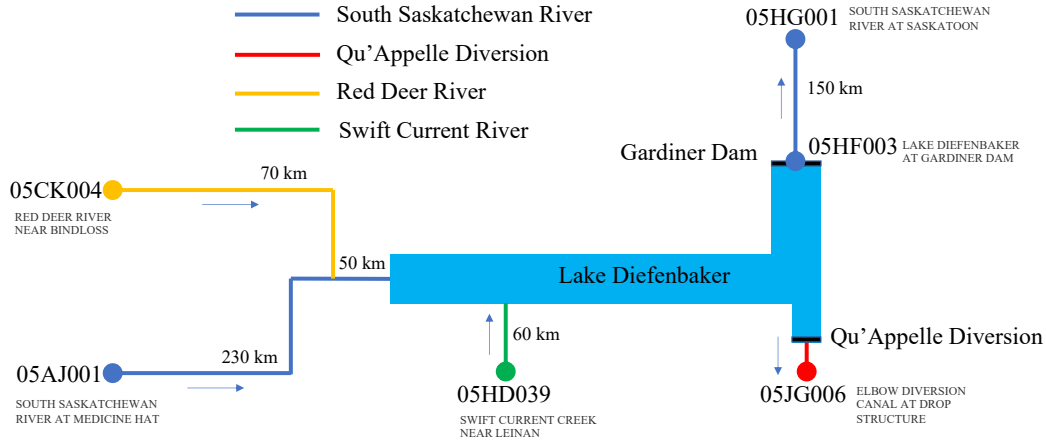 South Saskatchewan River
Qu’Appelle Diversion
Red Deer River
Swift Current River
05HG001
SOUTH SASKATCHEWAN
RIVER AT SASKATOON
150 km
Gardiner Dam
05HF003
LAKE DIEFENBAKER
AT GARDINER DAM
05CK004
RED DEER RIVER
NEAR BINDLOSS
70 km
50 km
Lake Diefenbaker
230 km
05AJ001
SOUTH SASKATCHEWAN
RIVER AT MEDICINE HAT
60 km
05HD039
SWIFT CURRENT CREEK
NEAR LEINAN
Qu’Appelle Diversion
05JG006
ELBOW DIVERSION
CANAL AT DROP
STRUCTURE